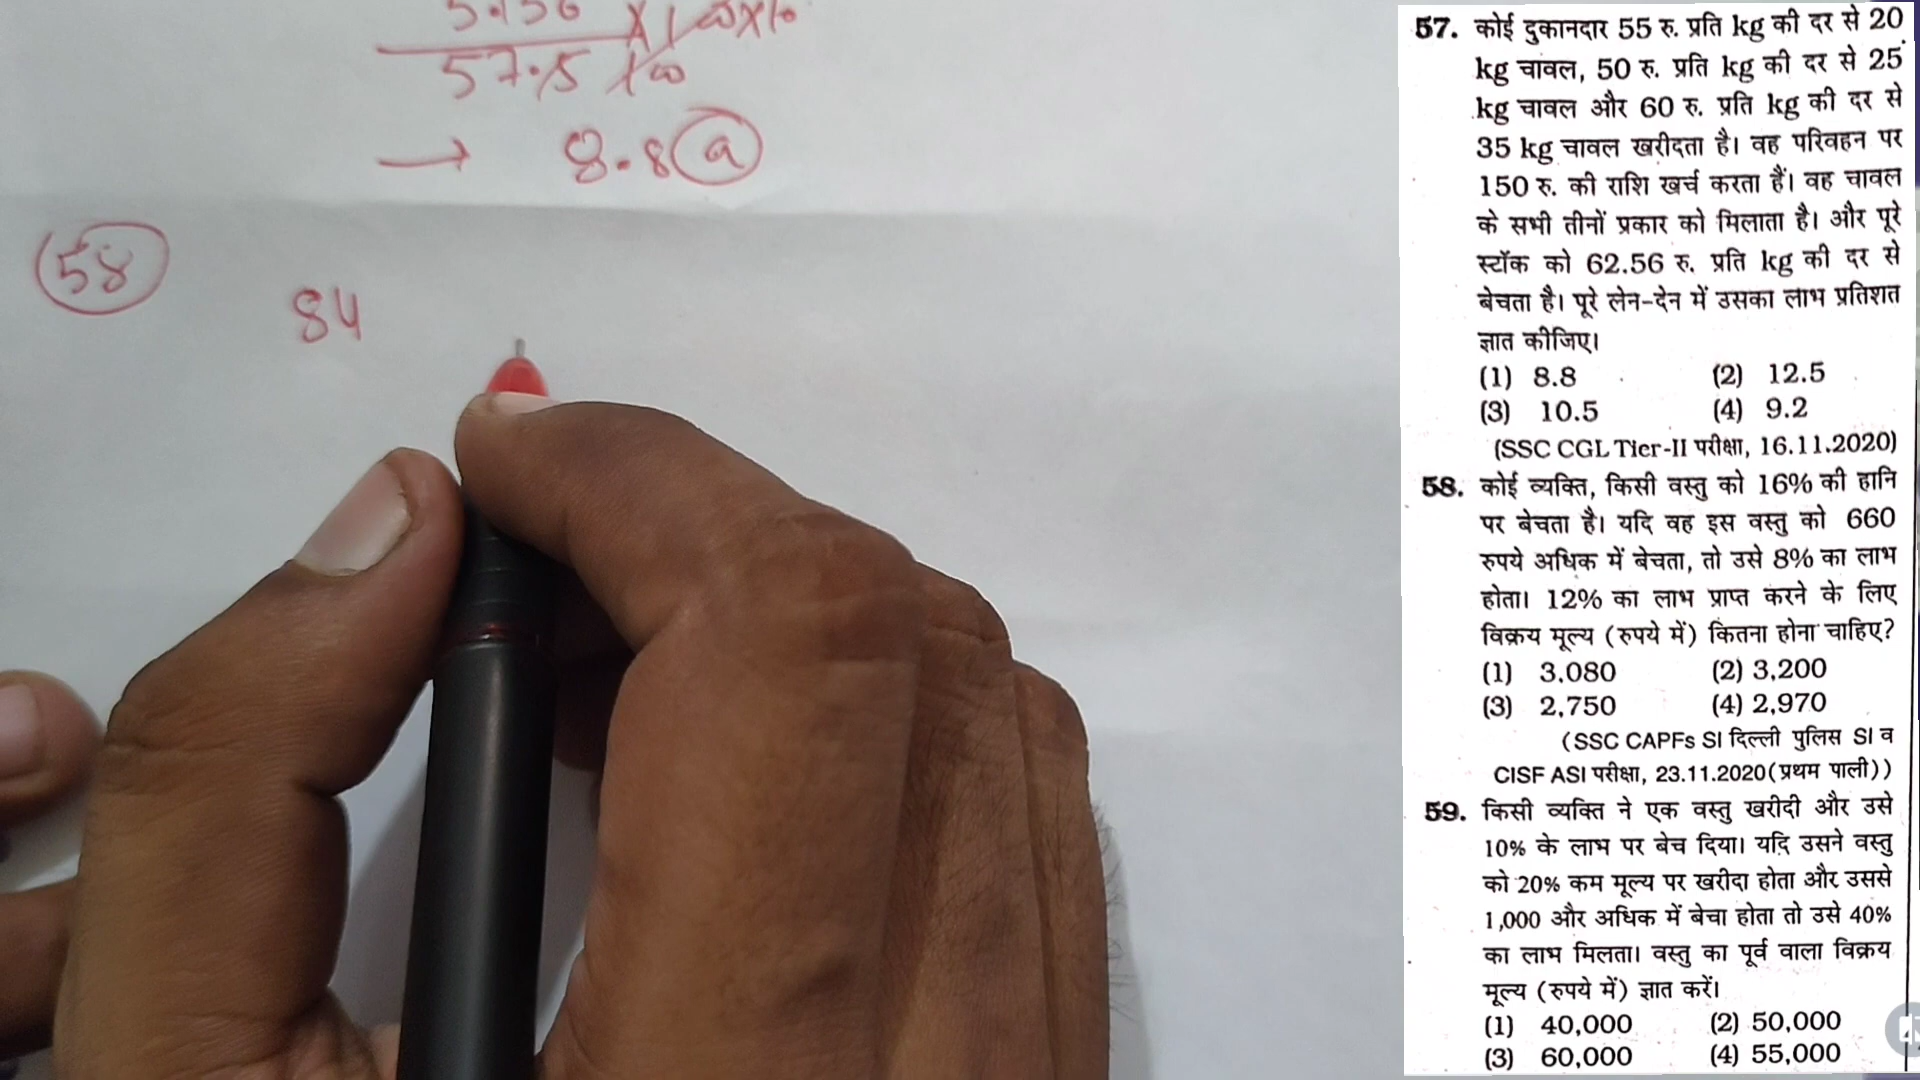 5.156 × 100 × 10
57.5 100
→ 8.8 (a)
(58)
84
57. कोई दुकानदार 55 रु. प्रति kg की दर से 20
kg चावल, 50 रु. प्रति kg की दर से 25
kg चावल और 60 रु. प्रति kg की दर से
35 kg चावल खरीदता है। वह परिवहन पर
150 रु. की राशि खर्च करता हैं। वह चावल
के सभी तीनों प्रकार को मिलाता है। और पूरे
स्टॉक को 62.56 रु. प्रति kg की दर से
बेचता है। पूरे लेन-देन में उसका लाभ प्रतिशत
ज्ञात कीजिए।
(1) 8.8 (2) 12.5
(3) 10.5 (4) 9.2
(SSC CGL Tier-II परीक्षा, 16.11.2020)
58. कोई व्यक्ति, किसी वस्तु को 16% की हानि
पर बेचता है। यदि वह इस वस्तु को 660
रुपये अधिक में बेचता, तो उसे 8% का लाभ
होता। 12% का लाभ प्राप्त करने के लिए
विक्रय मूल्य (रुपये में) कितना होना चाहिए?
(1) 3.080 (2) 3,200
(3) 2,750 (4) 2,970
(SSC CAPFs SI दिल्ली पुलिस SI व
CISF ASI परीक्षा, 23.11.2020(प्रथम पाली))
59. किसी व्यक्ति ने एक वस्तु खरीदी और उसे
10% के लाभ पर बेच दिया। यदि उसने वस्तु
को 20% कम मूल्य पर खरीदा होता और उससे
1,000 और अधिक में बेचा होता तो उसे 40%
का लाभ मिलता। वस्तु का पूर्व वाला विक्रय
मूल्य (रुपये में) ज्ञात करें।
(1) 40,000 (2) 50,000
(3) 60,000 (4) 55,000